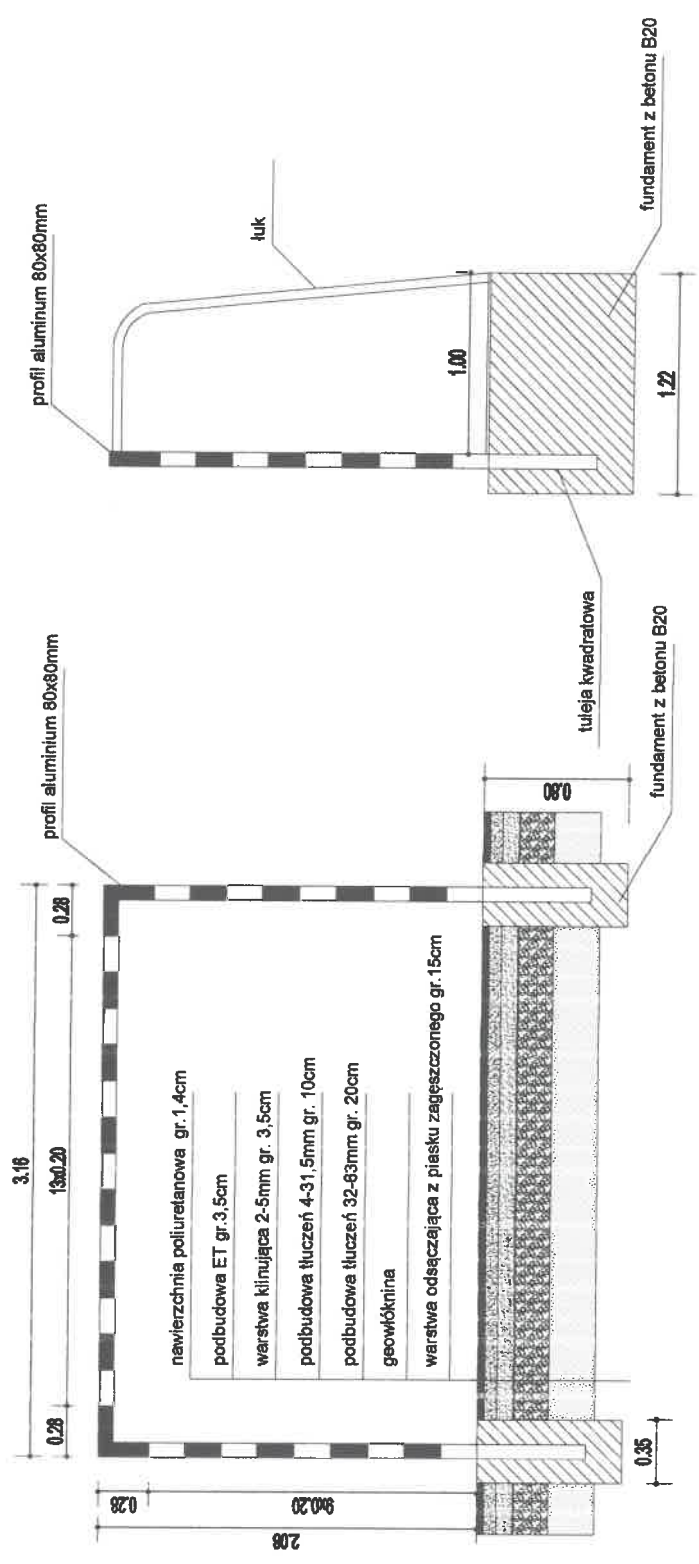 3.16
0.28
13x0.20
0.28
profil aluminium 80x80mm
0.28
9x0.20
2.08
nawierzchnia poliuretanowa gr.1,4cm
podbudowa ET gr.3,5cm
warstwa klinująca 2-5mm gr. 3,5cm
podbudowa tłuczeń 4-31,5mm gr. 10cm
podbudowa tłuczeń 32-63mm gr. 20cm
geowłóknina
warstwa odsączająca z piasku zagęszczonego gr.15cm
0.35
0.80
fundament z betonu B20
profil aluminum 80x80mm
łuk
1.00
1.22
tuleja kwadratowa
fundament z betonu B20